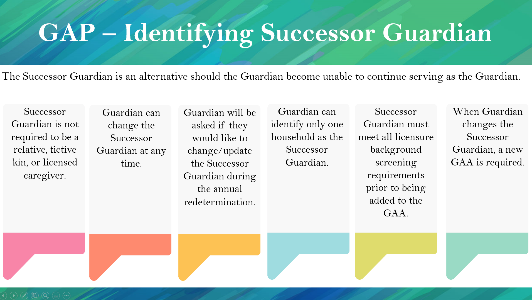 GAP – Identifying Successor Guardian
The Successor Guardian is an alternative should the Guardian become unable to continue serving as the Guardian.
Successor
Guardian is not
required to be a
relative, fictive
kin, or licensed
caregiver.
Guardian can
change the
Successor
Guardian at any
time.
Guardian will be
asked if they
would like to
change/update
the Successor
Guardian during
the annual
redetermination.
Guardian can
identify only one
household as the
Successor
Guardian.
Successor
Guardian must
meet all licensure
background
screening
requirements
prior to being
added to the
GAA.
When Guardian
changes the
Successor
Guardian, a new
GAA is required.